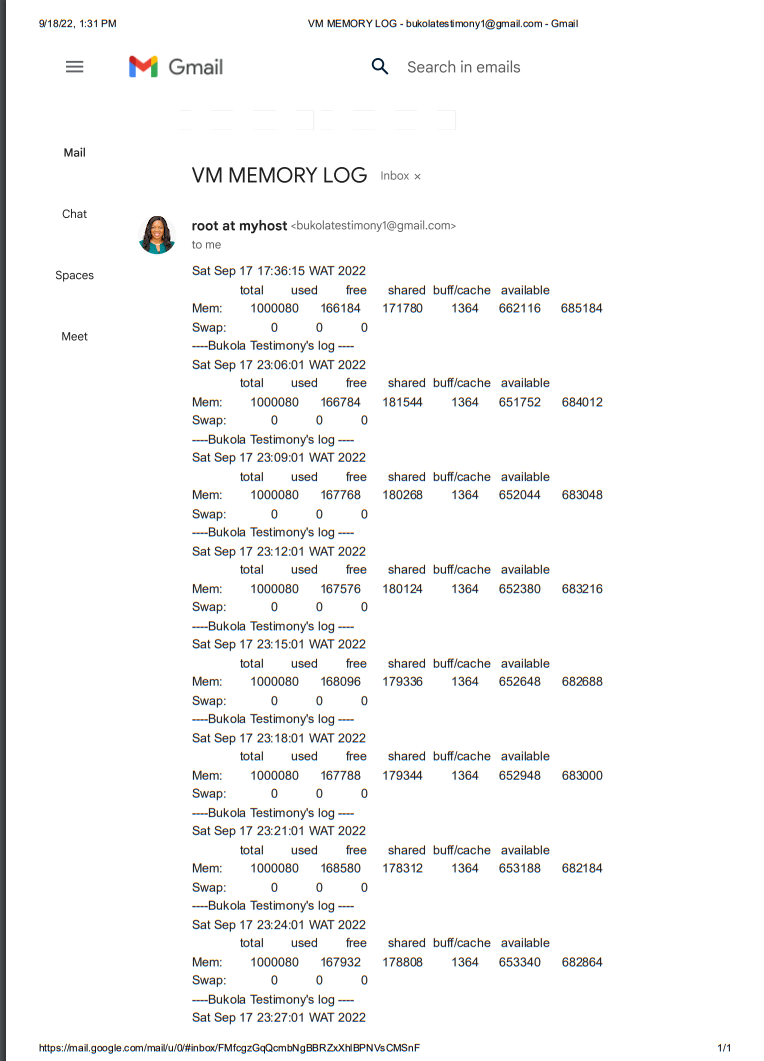 9/18/22, 1:31 PM VM MEMORY LOG - bukolatestimony1@gmail.com - Gmail
Gmail Search in emails
Mail
VM MEMORY LOG Inbox ×
Chat
root at myhost <bukolatestimony1@gmail.com>
to me
Spaces
Meet
Sat Sep 17 17:36:15 WAT 2022
total used free shared buff/cache available
Mem: 1000080 166184 171780 1364 662116 685184
Swap: 0 0 0
----Bukola Testimony's log ----
Sat Sep 17 23:06:01 WAT 2022
total used free shared buff/cache available
Mem: 1000080 166784 181544 1364 651752 684012
Swap: 0 0 0
----Bukola Testimony's log ----
Sat Sep 17 23:09:01 WAT 2022
total used free shared buff/cache available
Mem: 1000080 167768 180268 1364 652044 683048
Swap: 0 0 0
----Bukola Testimony's log ----
Sat Sep 17 23:12:01 WAT 2022
total used free shared buff/cache available
Mem: 1000080 167576 180124 1364 652380 683216
Swap: 0 0 0
----Bukola Testimony's log ----
Sat Sep 17 23:15:01 WAT 2022
total used free shared buff/cache available
Mem: 1000080 168096 179336 1364 652648 682688
Swap: 0 0 0
----Bukola Testimony's log ----
Sat Sep 17 23:18:01 WAT 2022
total used free shared buff/cache available
Mem: 1000080 167788 179344 1364 652948 683000
Swap: 0 0 0
----Bukola Testimony's log ----
Sat Sep 17 23:21:01 WAT 2022
total used free shared buff/cache available
Mem: 1000080 168580 178312 1364 653188 682184
Swap: 0 0 0
----Bukola Testimony's log ----
Sat Sep 17 23:24:01 WAT 2022
total used free shared buff/cache available
Mem: 1000080 167932 178808 1364 653340 682864
Swap: 0 0 0
----Bukola Testimony's log ----
Sat Sep 17 23:27:01 WAT 2022
https://mail.google.com/mail/u/0/#inbox/FMfcgzGqQcmbNgBBRZxXhIBPNVsCMSnF 1/1